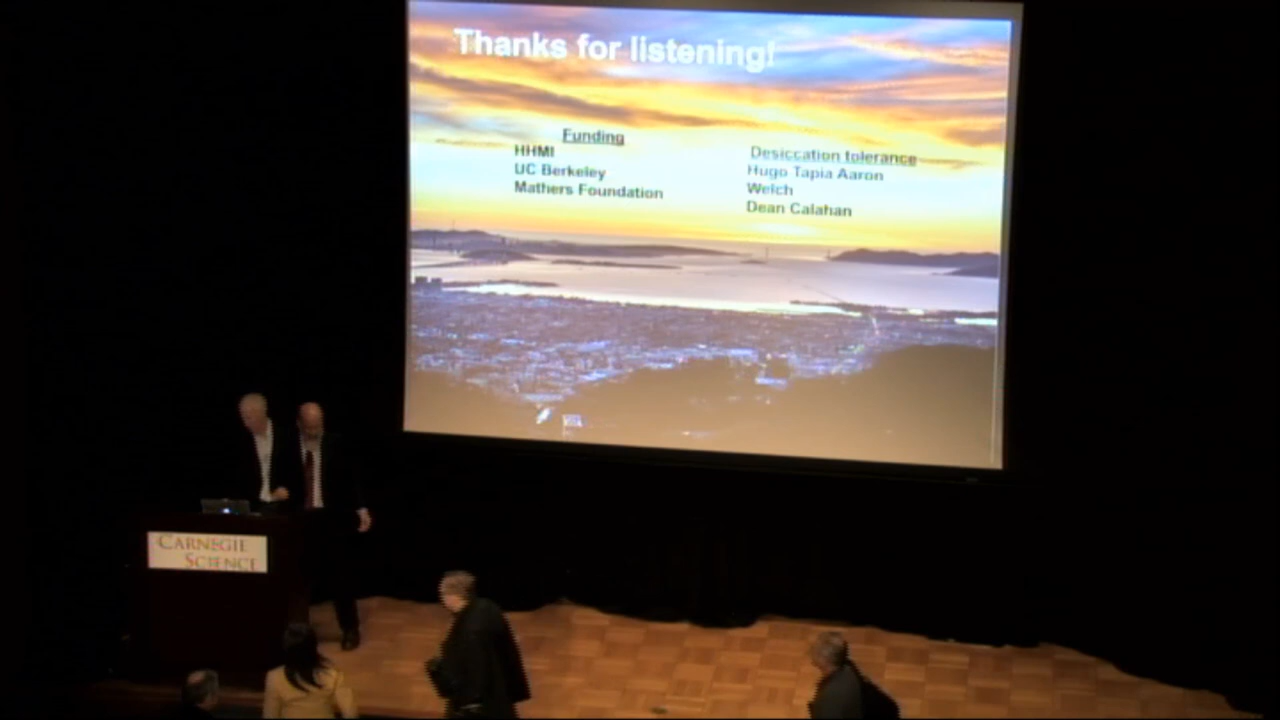 Thanks for listening!
Funding
HHMI
UC Berkeley
Mathers Foundation
Desiccation tolerance
Hugo Tapia Aaron
Welch
Dean Calahan
CARNEGIE
SCIENCE